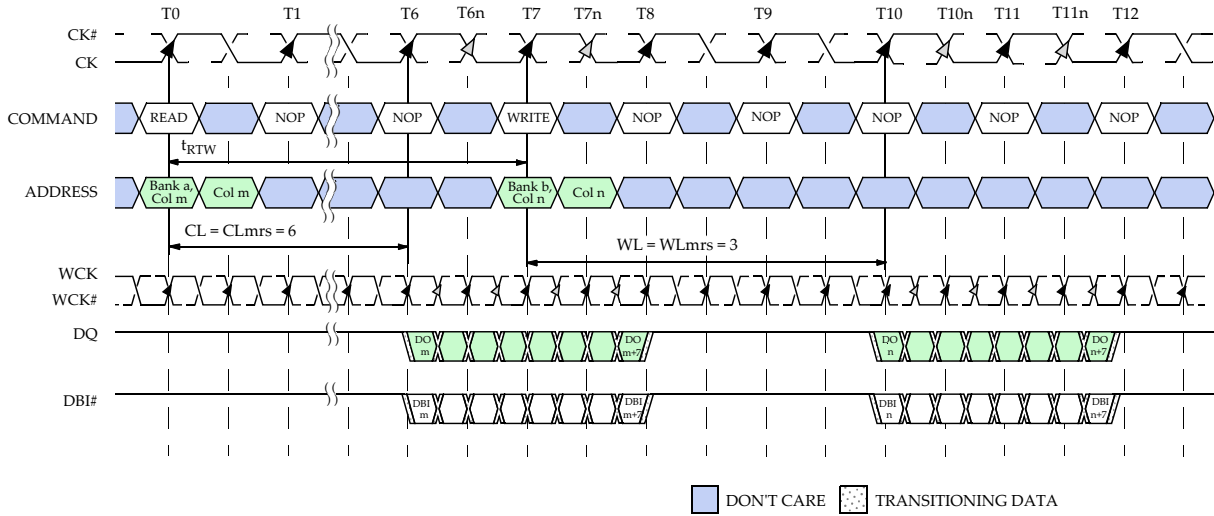 T0 T1 T6 T6n T7 T7n T8 T9 T10 T10n T11 T11n T12
CK#
CK
COMMAND READ NOP NOP WRITE NOP NOP NOP NOP NOP
tRTW
ADDRESS Bank a, Col m Bank b, Col n
Col m Col n
CL = CLmrs = 6
WL = WLmrs = 3
WCK
WCK#
DQ DO DO DO DO
m m+7 n n+7
DBI# DBI DBI DBI DBI
m m+7 n n+7
DON'T CARE TRANSITIONING DATA